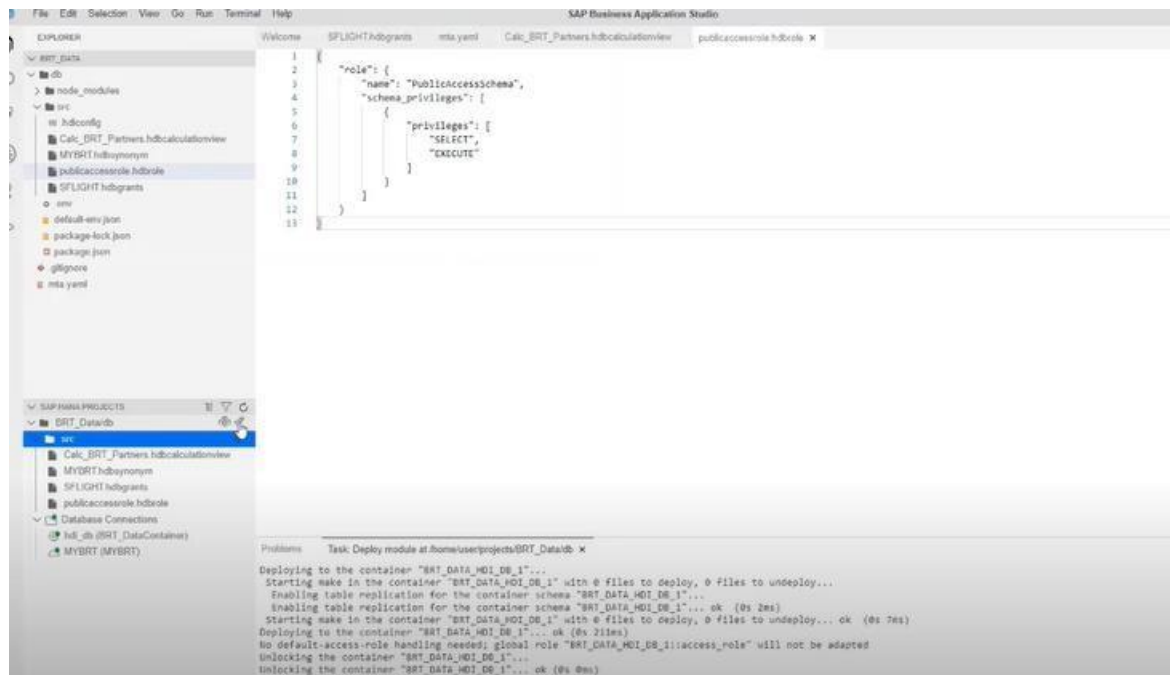 File Edit Selection View Go Run Terminal Help
SAP Business Application Studio
EXPLORER
BRT_DATA
db
node_modules
src
.hdiconfig
Calc_BRT_Partners.hdbcalculationview
MYBRT.hdbsynonym
publicaccessrole.hdbrole
SFLIGHT.hdbgrants
.env
default-env.json
package-lock.json
package.json
.gitignore
mta.yaml
SAP HANA PROJECTS
BRT_Data/db
src
Calc_BRT_Partners.hdbcalculationview
MYBRT.hdbsynonym
SFLIGHT.hdbgrants
publicaccessrole.hdbrole
Database Connections
hdi_db (BRT_DataContainer)
MYBRT (MYBRT)
Welcome SFLIGHT.hdbgrants mta.yaml Calc_BRT_Partners.hdbcalculationview publicaccessrole.hdbrole ×
1 {
2 "role": {
3 "name": "PublicAccessSchema",
4 "schema_privileges": [
5 {
6 "privileges": [
7 "SELECT",
8 "EXECUTE"
9 ]
10 }
11 ]
12 }
13 }
Problems Task: Deploy module at /home/user/projects/BRT_Data/db ×
Deploying to the container "BRT_DATA_HDI_DB_1"...
Starting make in the container "BRT_DATA_HDI_DB_1" with 0 files to deploy, 0 files to undeploy...
Enabling table replication for the container schema "BRT_DATA_HDI_DB_1"...
Enabling table replication for the container schema "BRT_DATA_HDI_DB_1"... ok (0s 2ms)
Starting make in the container "BRT_DATA_HDI_DB_1" with 0 files to deploy, 0 files to undeploy... ok (0s 7ms)
Deploying to the container "BRT_DATA_HDI_DB_1"... ok (0s 211ms)
No default-access-role handling needed; global role "BRT_DATA_HDI_DB_1::access_role" will not be adapted
Unlocking the container "BRT_DATA_HDI_DB_1"...
Unlocking the container "BRT_DATA_HDI_DB_1"... ok (0s 0ms)